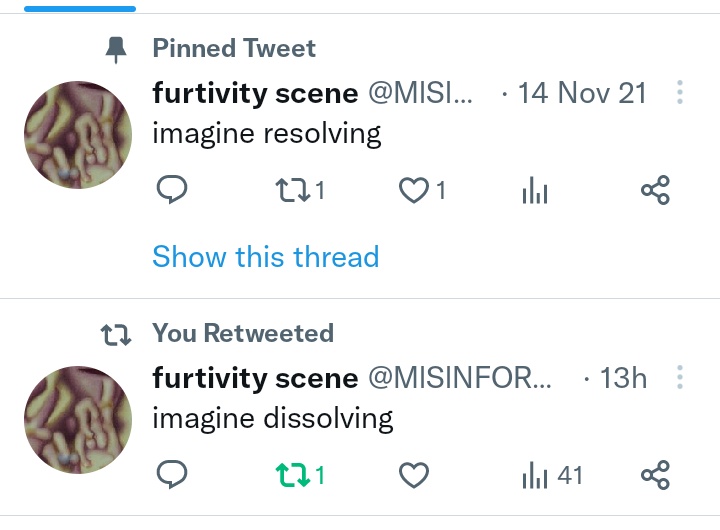 Pinned Tweet
furtivity scene @MISI... · 14 Nov 21
imagine resolving
1 1
Show this thread
You Retweeted
furtivity scene @MISINFOR... · 13h
imagine dissolving
1 41